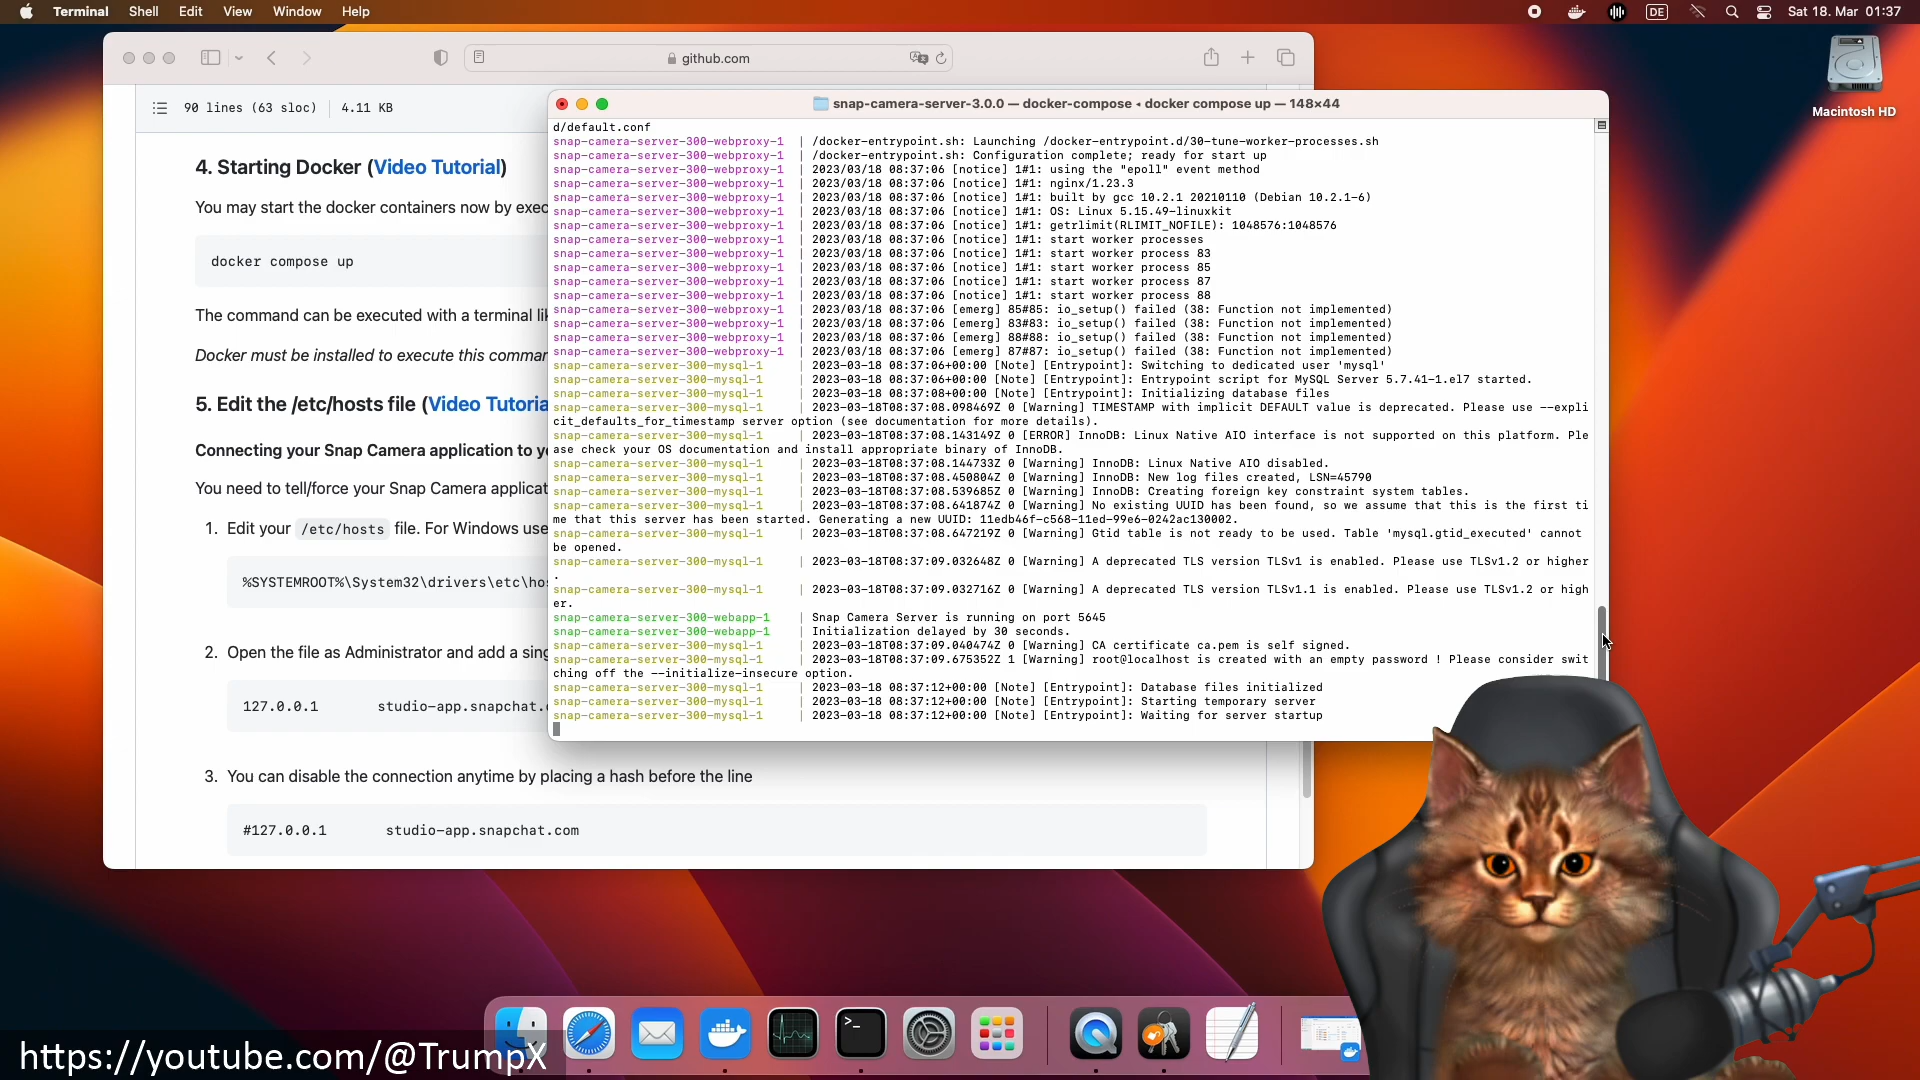 Terminal Shell Edit View Window Help
DE Sat 18. Mar 01:37
github.com
Macintosh HD
90 lines (63 sloc) 4.11 KB
4. Starting Docker (Video Tutorial)
You may start the docker containers now by exec
docker compose up
The command can be executed with a terminal li
Docker must be installed to execute this comman
5. Edit the /etc/hosts file (Video Tutoria
Connecting your Snap Camera application to y
You need to tell/force your Snap Camera applicat
1. Edit your /etc/hosts file. For Windows use
%SYSTEMROOT%\System32\drivers\etc\hos
2. Open the file as Administrator and add a sing
127.0.0.1 studio-app.snapchat.
3. You can disable the connection anytime by placing a hash before the line
#127.0.0.1 studio-app.snapchat.com
snap-camera-server-3.0.0 — docker-compose ◂ docker compose up — 148×44
d/default.conf
snap-camera-server-300-webproxy-1 | /docker-entrypoint.sh: Launching /docker-entrypoint.d/30-tune-worker-processes.sh
snap-camera-server-300-webproxy-1 | /docker-entrypoint.sh: Configuration complete; ready for start up
snap-camera-server-300-webproxy-1 | 2023/03/18 08:37:06 [notice] 1#1: using the "epoll" event method
snap-camera-server-300-webproxy-1 | 2023/03/18 08:37:06 [notice] 1#1: nginx/1.23.3
snap-camera-server-300-webproxy-1 | 2023/03/18 08:37:06 [notice] 1#1: built by gcc 10.2.1 20210110 (Debian 10.2.1-6)
snap-camera-server-300-webproxy-1 | 2023/03/18 08:37:06 [notice] 1#1: OS: Linux 5.15.49-linuxkit
snap-camera-server-300-webproxy-1 | 2023/03/18 08:37:06 [notice] 1#1: getrlimit(RLIMIT_NOFILE): 1048576:1048576
snap-camera-server-300-webproxy-1 | 2023/03/18 08:37:06 [notice] 1#1: start worker processes
snap-camera-server-300-webproxy-1 | 2023/03/18 08:37:06 [notice] 1#1: start worker process 83
snap-camera-server-300-webproxy-1 | 2023/03/18 08:37:06 [notice] 1#1: start worker process 85
snap-camera-server-300-webproxy-1 | 2023/03/18 08:37:06 [notice] 1#1: start worker process 87
snap-camera-server-300-webproxy-1 | 2023/03/18 08:37:06 [notice] 1#1: start worker process 88
snap-camera-server-300-webproxy-1 | 2023/03/18 08:37:06 [emerg] 85#85: io_setup() failed (38: Function not implemented)
snap-camera-server-300-webproxy-1 | 2023/03/18 08:37:06 [emerg] 83#83: io_setup() failed (38: Function not implemented)
snap-camera-server-300-webproxy-1 | 2023/03/18 08:37:06 [emerg] 88#88: io_setup() failed (38: Function not implemented)
snap-camera-server-300-webproxy-1 | 2023/03/18 08:37:06 [emerg] 87#87: io_setup() failed (38: Function not implemented)
snap-camera-server-300-mysql-1 | 2023-03-18 08:37:06+00:00 [Note] [Entrypoint]: Switching to dedicated user 'mysql'
snap-camera-server-300-mysql-1 | 2023-03-18 08:37:06+00:00 [Note] [Entrypoint]: Entrypoint script for MySQL Server 5.7.41-1.el7 started.
snap-camera-server-300-mysql-1 | 2023-03-18 08:37:08+00:00 [Note] [Entrypoint]: Initializing database files
snap-camera-server-300-mysql-1 | 2023-03-18T08:37:08.098469Z 0 [Warning] TIMESTAMP with implicit DEFAULT value is deprecated. Please use --expli
cit_defaults_for_timestamp server option (see documentation for more details).
snap-camera-server-300-mysql-1 | 2023-03-18T08:37:08.143149Z 0 [ERROR] InnoDB: Linux Native AIO interface is not supported on this platform. Ple
ase check your OS documentation and install appropriate binary of InnoDB.
snap-camera-server-300-mysql-1 | 2023-03-18T08:37:08.144733Z 0 [Warning] InnoDB: Linux Native AIO disabled.
snap-camera-server-300-mysql-1 | 2023-03-18T08:37:08.450804Z 0 [Warning] InnoDB: New log files created, LSN=45790
snap-camera-server-300-mysql-1 | 2023-03-18T08:37:08.539685Z 0 [Warning] InnoDB: Creating foreign key constraint system tables.
snap-camera-server-300-mysql-1 | 2023-03-18T08:37:08.641874Z 0 [Warning] No existing UUID has been found, so we assume that this is the first ti
me that this server has been started. Generating a new UUID: 11edb46f-c568-11ed-99e6-0242ac130002.
snap-camera-server-300-mysql-1 | 2023-03-18T08:37:08.647219Z 0 [Warning] Gtid table is not ready to be used. Table 'mysql.gtid_executed' cannot
be opened.
snap-camera-server-300-mysql-1 | 2023-03-18T08:37:09.032648Z 0 [Warning] A deprecated TLS version TLSv1 is enabled. Please use TLSv1.2 or higher
.
snap-camera-server-300-mysql-1 | 2023-03-18T08:37:09.032716Z 0 [Warning] A deprecated TLS version TLSv1.1 is enabled. Please use TLSv1.2 or high
er.
snap-camera-server-300-webapp-1 | Snap Camera Server is running on port 5645
snap-camera-server-300-webapp-1 | Initialization delayed by 30 seconds.
snap-camera-server-300-mysql-1 | 2023-03-18T08:37:09.040474Z 0 [Warning] CA certificate ca.pem is self signed.
snap-camera-server-300-mysql-1 | 2023-03-18T08:37:09.675352Z 1 [Warning] root@localhost is created with an empty password ! Please consider swit
ching off the --initialize-insecure option.
snap-camera-server-300-mysql-1 | 2023-03-18 08:37:12+00:00 [Note] [Entrypoint]: Database files initialized
snap-camera-server-300-mysql-1 | 2023-03-18 08:37:12+00:00 [Note] [Entrypoint]: Starting temporary server
snap-camera-server-300-mysql-1 | 2023-03-18 08:37:12+00:00 [Note] [Entrypoint]: Waiting for server startup
https://youtube.com/@TrumpX